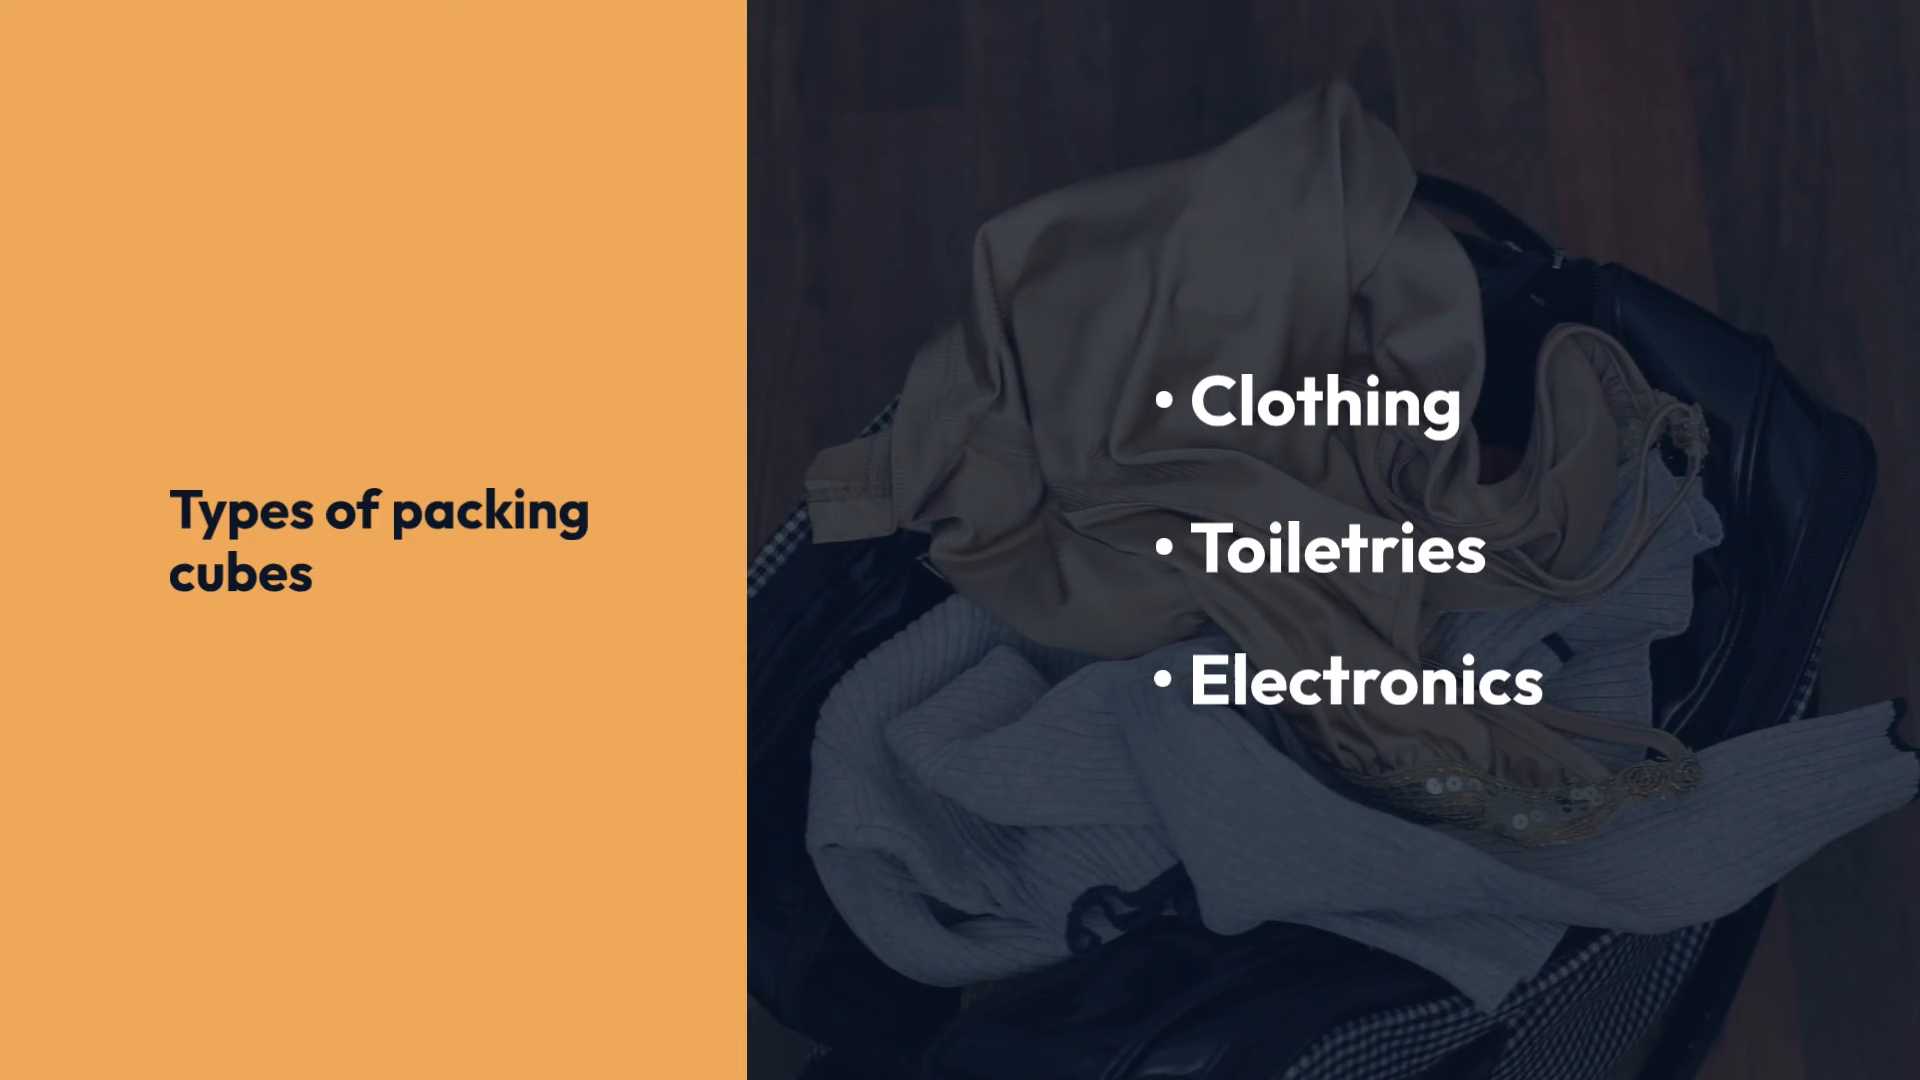 Types of packing
cubes
• Clothing
• Toiletries
• Electronics